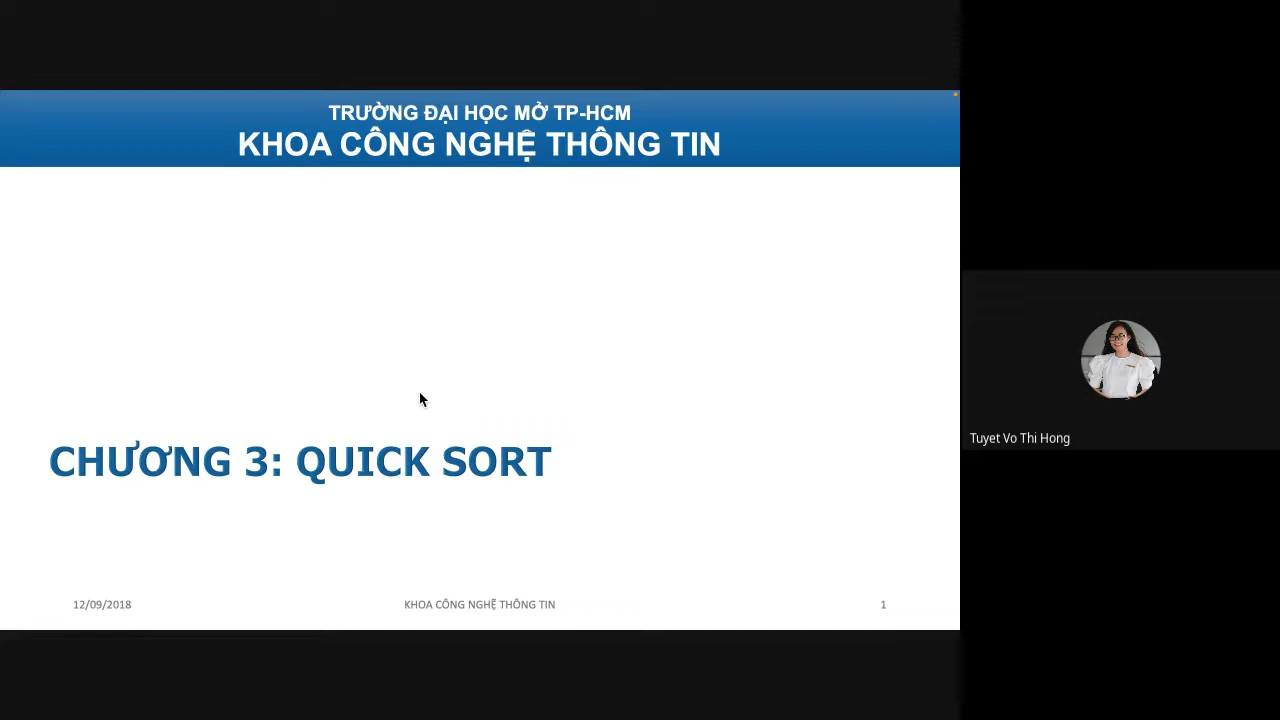 TRƯỜNG ĐẠI HỌC MỞ TP-HCM
KHOA CÔNG NGHỆ THÔNG TIN
CHƯƠNG 3: QUICK SORT
12/09/2018
KHOA CÔNG NGHỆ THÔNG TIN
1
Tuyet Vo Thi Hong